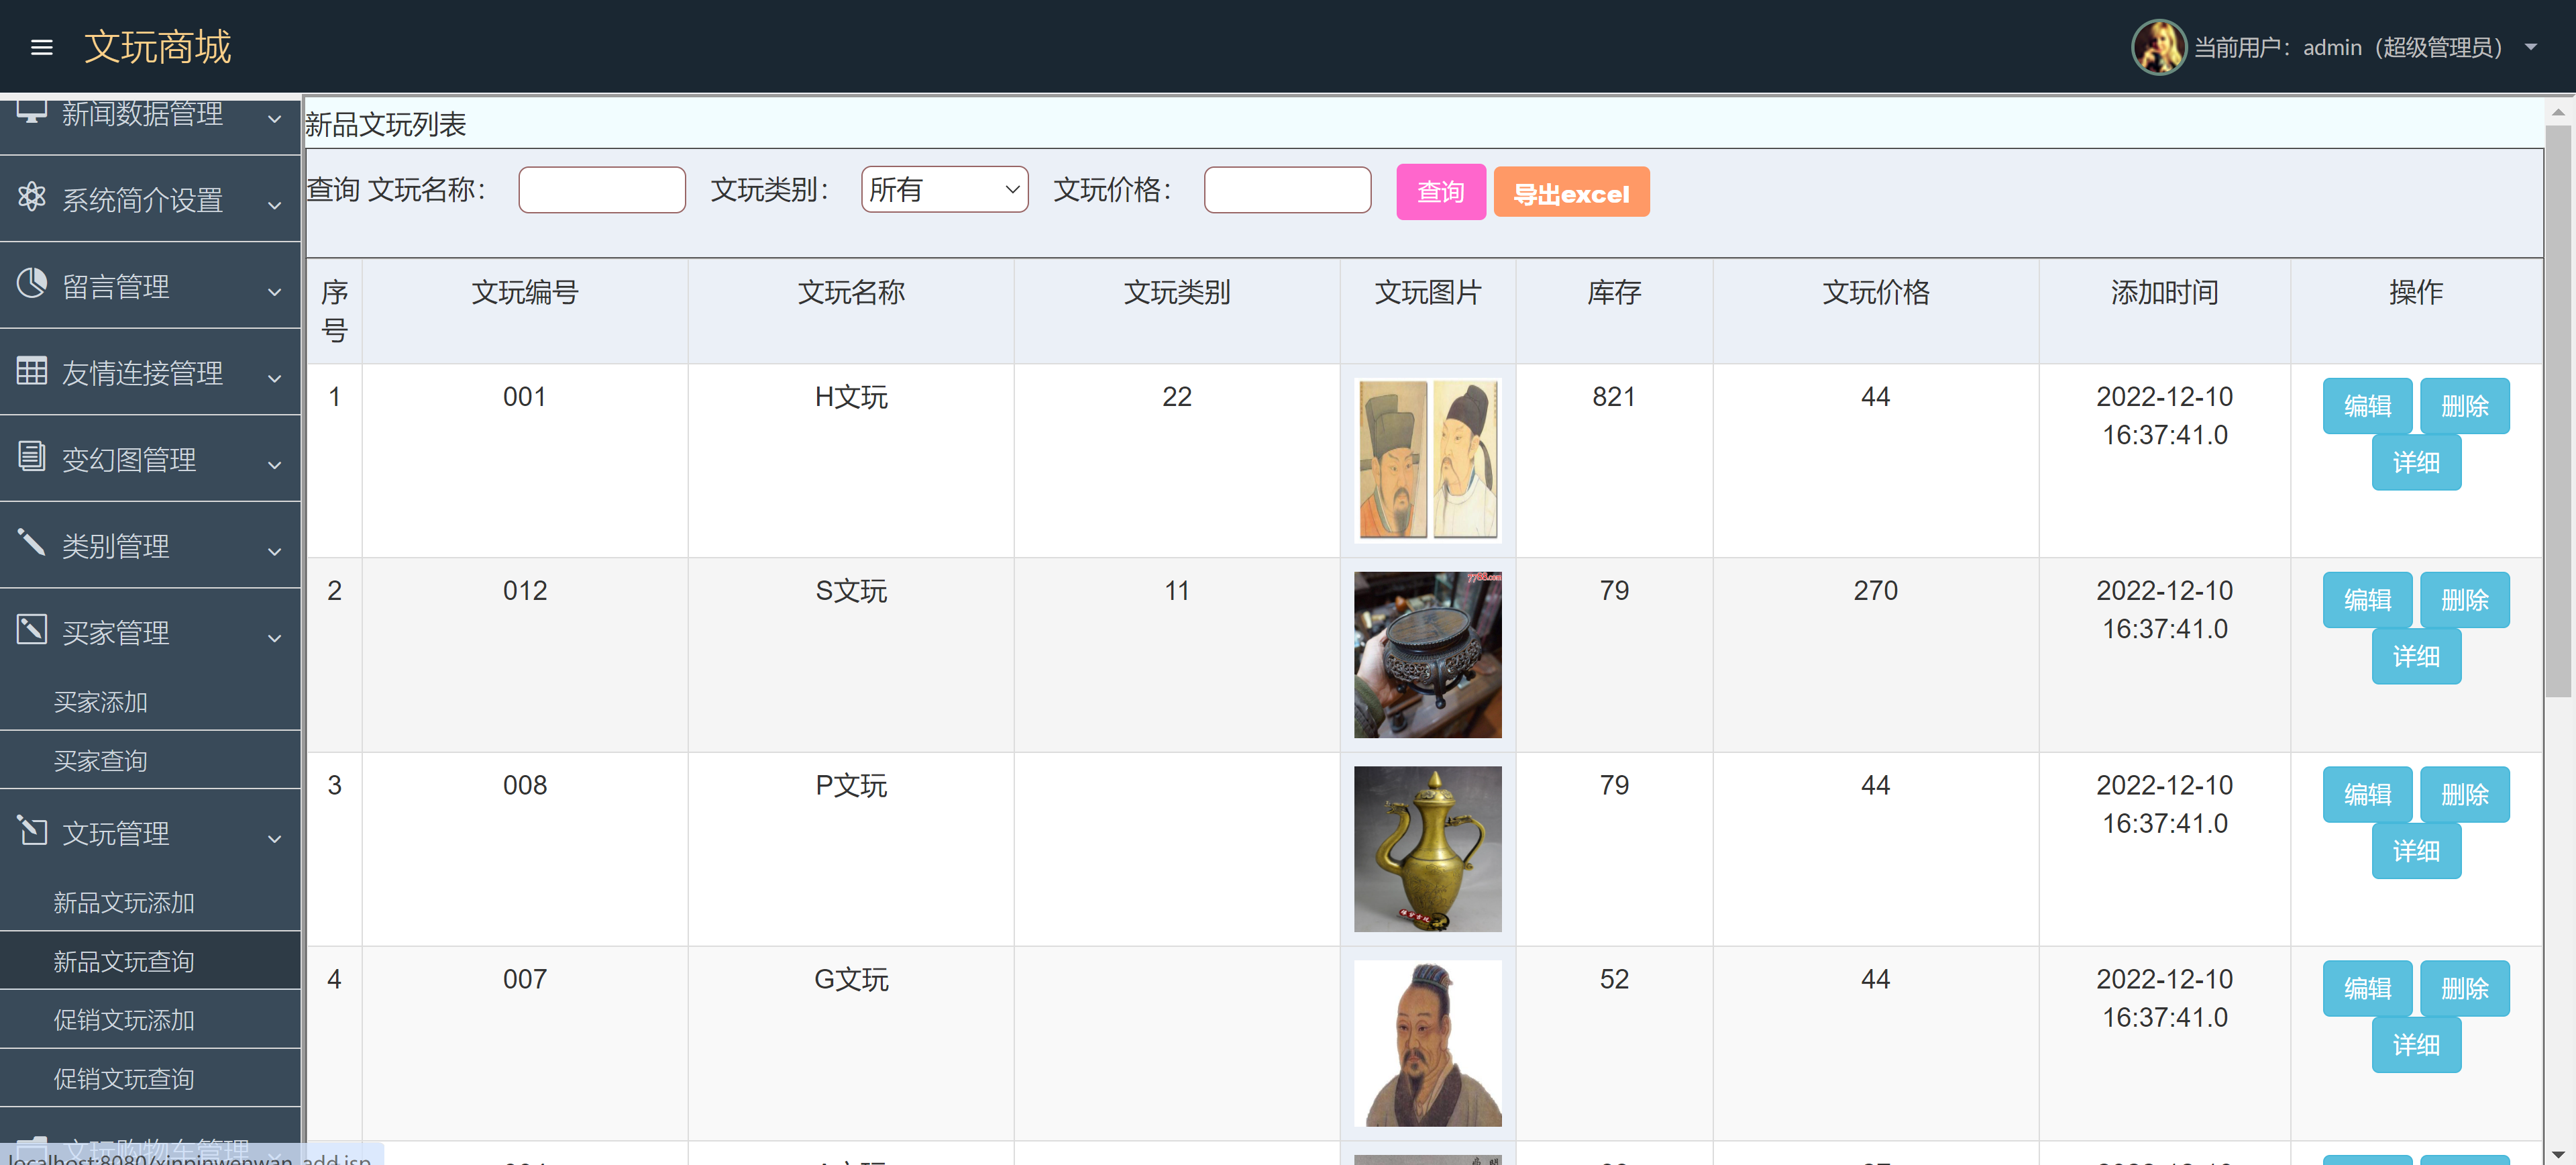 文玩商城
当前用户：admin（超级管理员）
新闻数据管理
系统简介设置
留言管理
友情连接管理
变幻图管理
类别管理
买家管理
买家添加
买家查询
文玩管理
新品文玩添加
新品文玩查询
促销文玩添加
促销文玩查询
文玩购物车管理
localhost:8080/xinpinwenwan_add.jsp
新品文玩列表
查询 文玩名称： 文玩类别： 所有 文玩价格： 查询 导出excel
序号 文玩编号 文玩名称 文玩类别 文玩图片 库存 文玩价格 添加时间 操作
1 001 H文玩 22 821 44 2022-12-10 16:37:41.0 编辑 删除 详细
2 012 S文玩 11 7788.com 79 270 2022-12-10 16:37:41.0 编辑 删除 详细
3 008 P文玩 79 44 2022-12-10 16:37:41.0 编辑 删除 详细
4 007 G文玩 52 44 2022-12-10 16:37:41.0 编辑 删除 详细